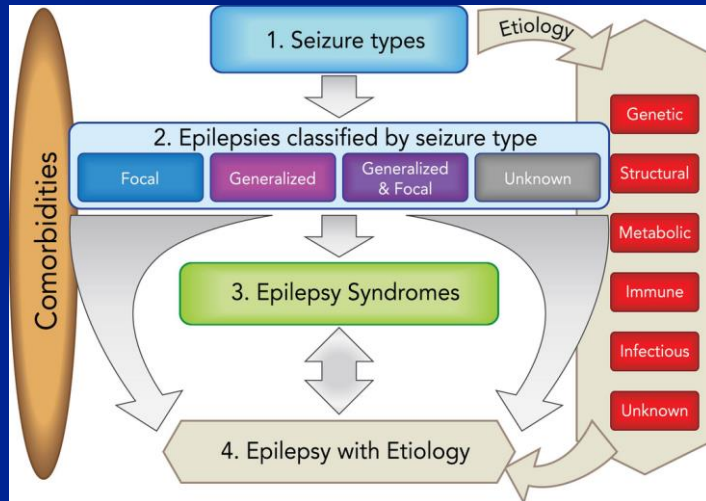 1. Seizure types
Etiology
Comorbidities
2. Epilepsies classified by seizure type
Focal
Generalized
Generalized
& Focal
Unknown
3. Epilepsy Syndromes
4. Epilepsy with Etiology
Genetic
Structural
Metabolic
Immune
Infectious
Unknown